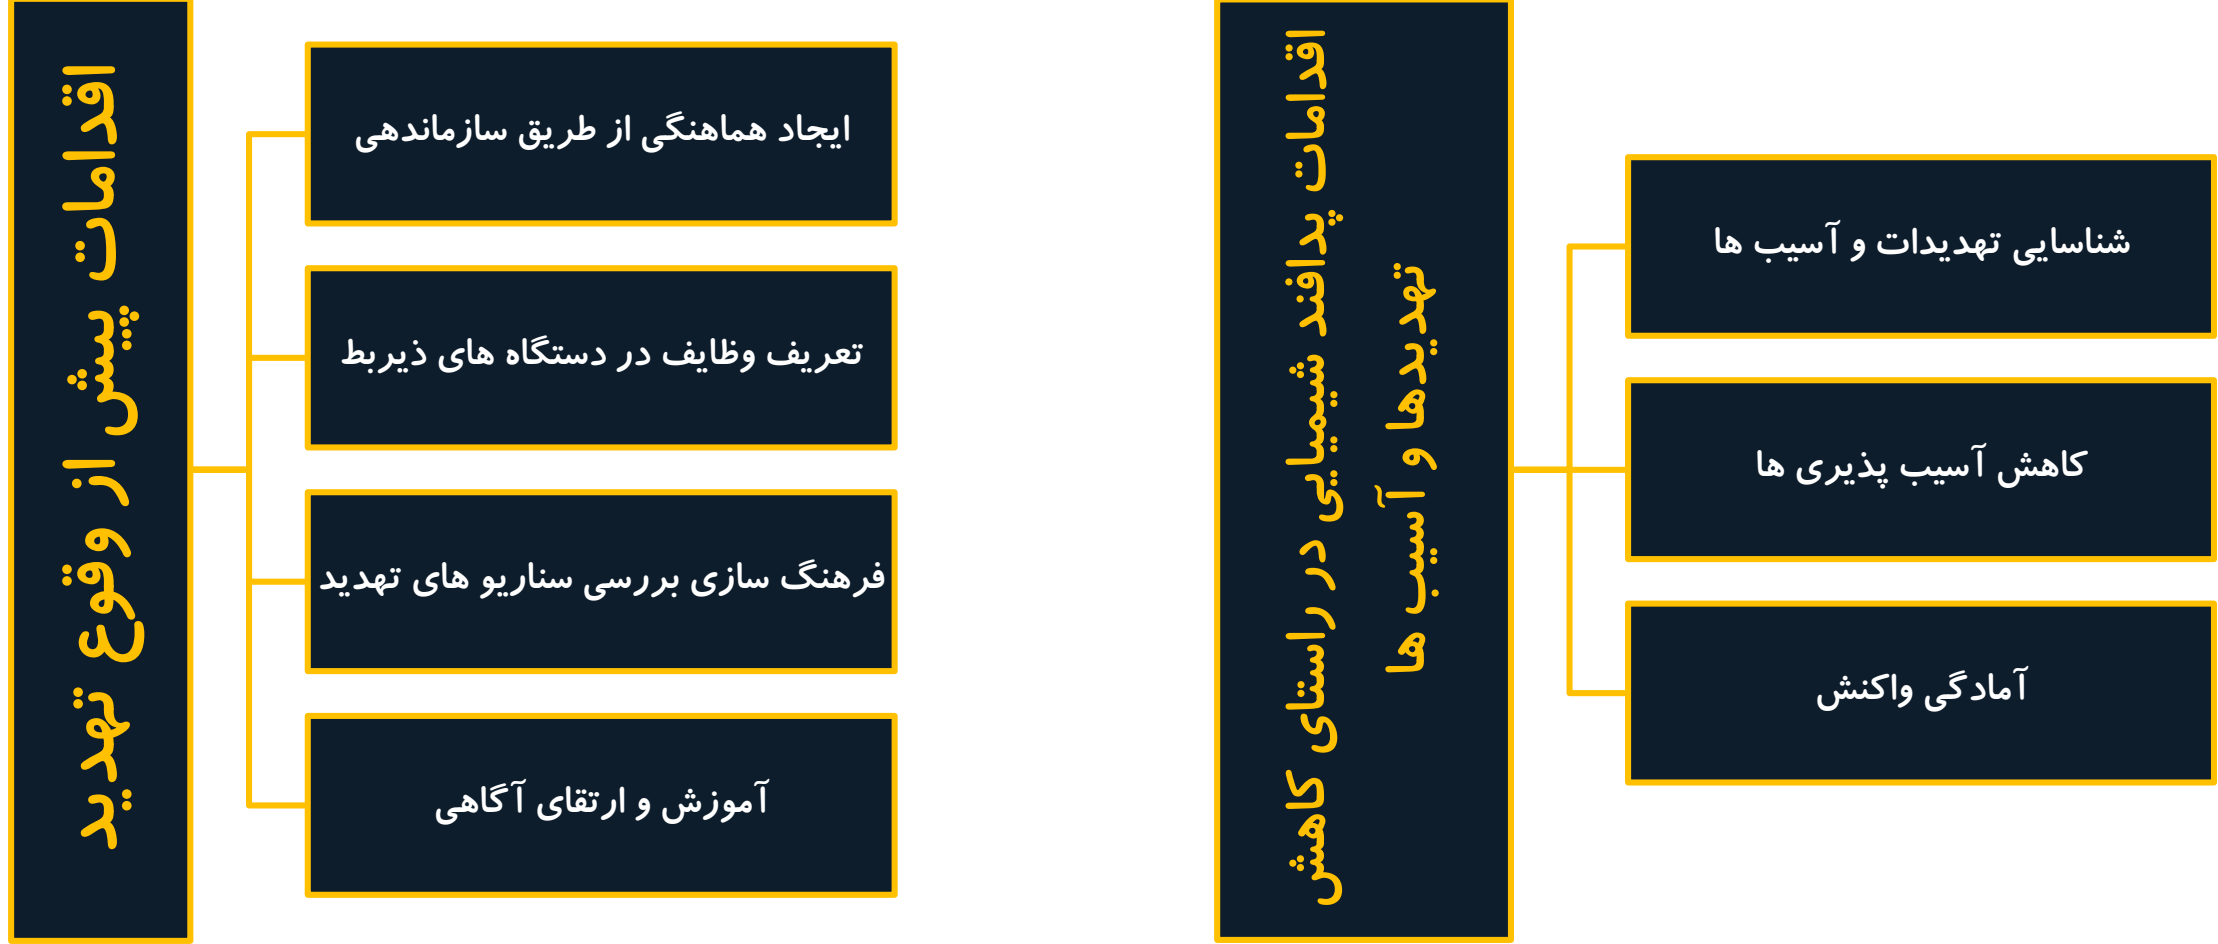 اقدامات پدافند شیمیایی در راستای کاهش
تهدیدها و آسیب ها
شناسایی تهدیدات و آسیب ها
کاهش آسیب پذیری ها
آمادگی واکنش
اقدامات پیش از وقوع تهدید
ایجاد هماهنگی از طریق سازماندهی
تعریف وظایف در دستگاه های ذیربط
فرهنگ سازی بررسی سناریو های تهدید
آموزش و ارتقای آگاهی